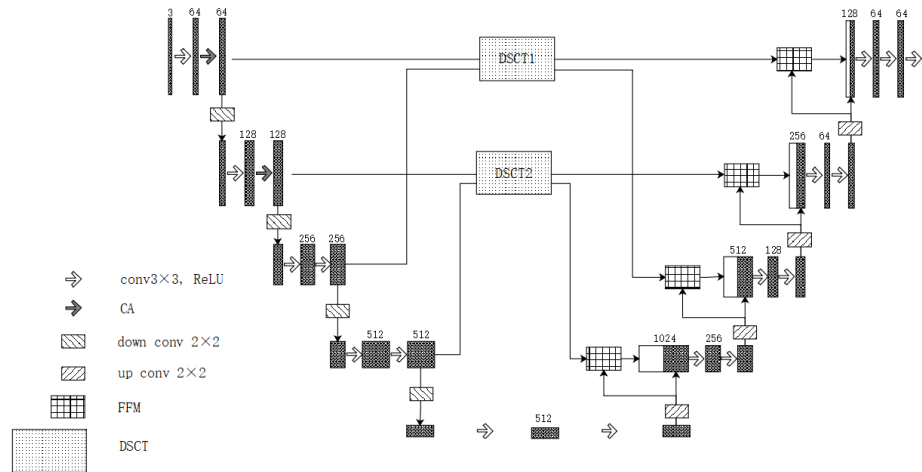 3 64 64
128 64 64
DSCT1
128 128
256 64
DSCT2
256 256
512 128
512 512
1024 256
512
conv3×3, ReLU
CA
down conv 2×2
up conv 2×2
FFM
DSCT